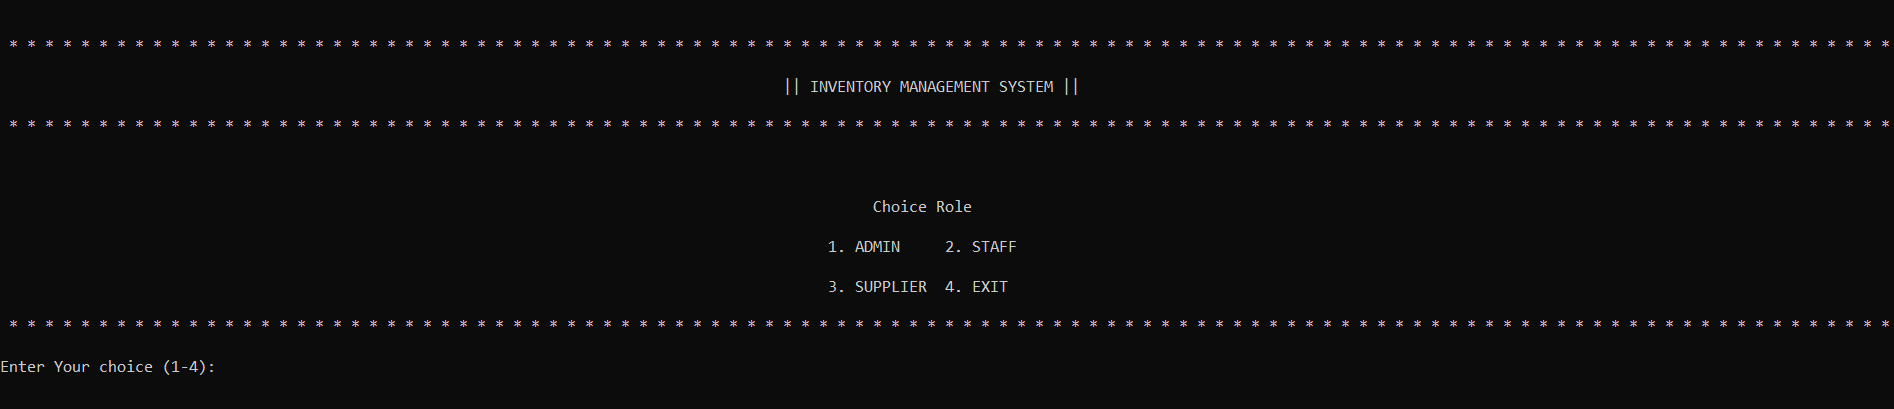 * * * * * * * * * * * * * * * * * * * * * * * * * * * * * * * * * * * * * * * * * * * * * * * * * * * * * * * * * * * * * * * * * * * * * * * * * * * * * * * * * * * * * * * * * * * * * * * * * * * * * * * * *
|| INVENTORY MANAGEMENT SYSTEM ||
* * * * * * * * * * * * * * * * * * * * * * * * * * * * * * * * * * * * * * * * * * * * * * * * * * * * * * * * * * * * * * * * * * * * * * * * * * * * * * * * * * * * * * * * * * * * * * * * * * * * * * * * *
Choice Role
1. ADMIN     2. STAFF
3. SUPPLIER  4. EXIT
* * * * * * * * * * * * * * * * * * * * * * * * * * * * * * * * * * * * * * * * * * * * * * * * * * * * * * * * * * * * * * * * * * * * * * * * * * * * * * * * * * * * * * * * * * * * * * * * * * * * * * * * *
Enter Your choice (1-4):